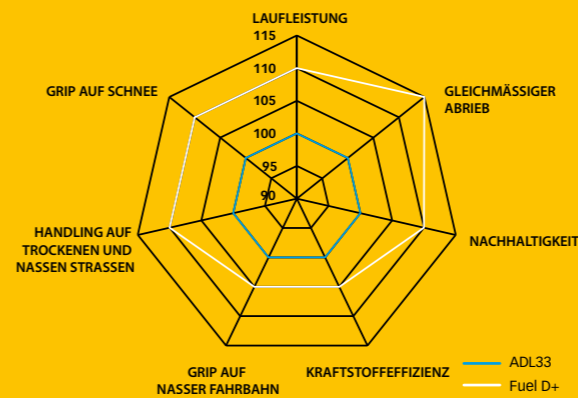 LAUFLEISTUNG
115
110
105
100
95
90
GLEICHMÄSSIGER
ABRIEB
NACHHALTIGKEIT
KRAFTSTOFFEFFIZIENZ
GRIP AUF
NASSER FAHRBAHN
HANDLING AUF
TROCKENEN UND
NASSEN STRASSEN
GRIP AUF SCHNEE
ADL33
Fuel D+